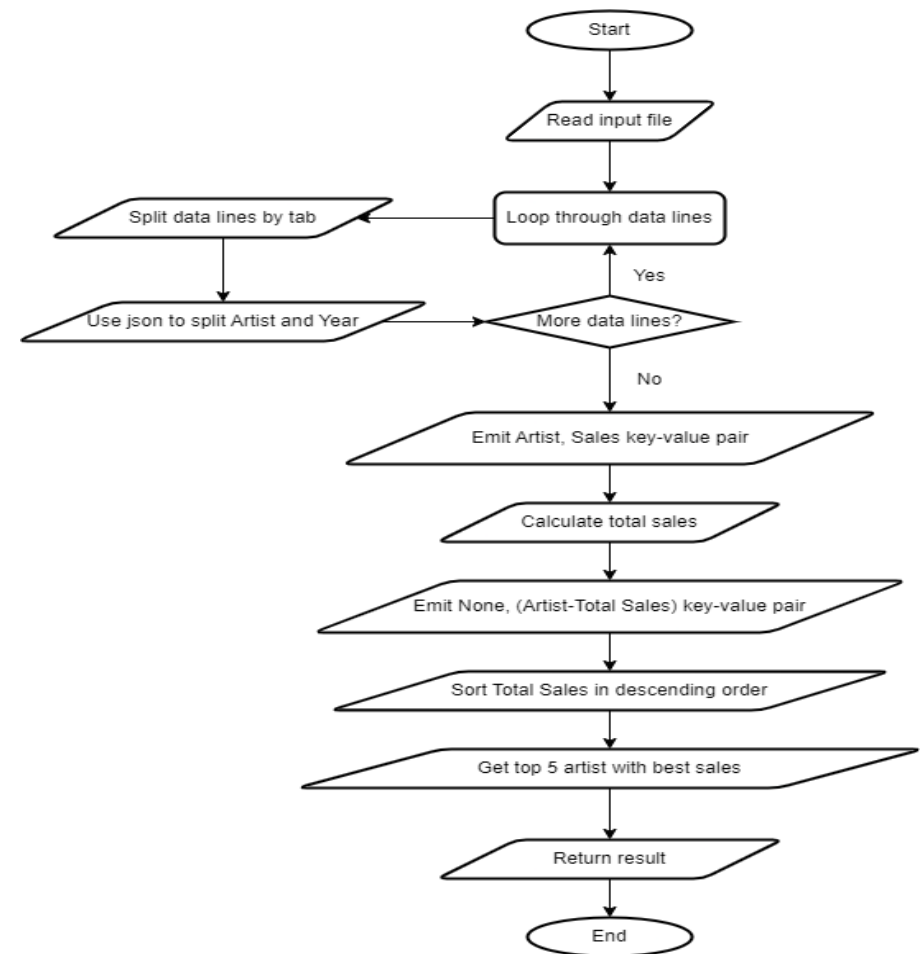 Start
Read input file
Loop through data lines
Split data lines by tab
Use json to split Artist and Year
More data lines?
Yes
No
Emit Artist, Sales key-value pair
Calculate total sales
Emit None, (Artist-Total Sales) key-value pair
Sort Total Sales in descending order
Get top 5 artist with best sales
Return result
End